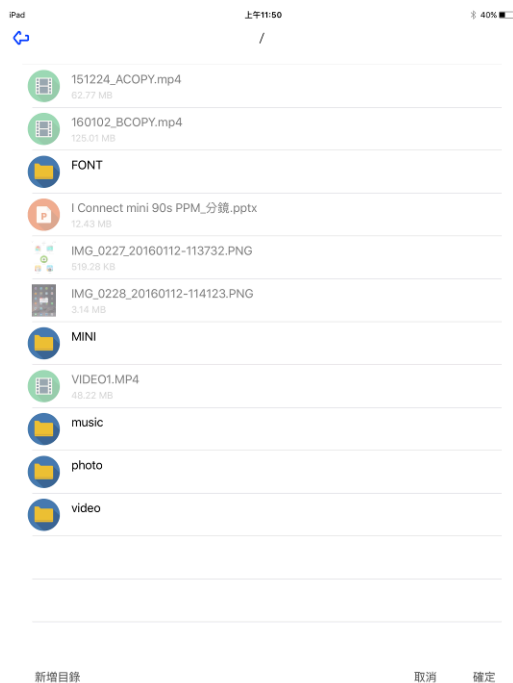 iPad 上午11:50 40%
/
151224_ACOPY.mp4
62.77 MB
160102_BCOPY.mp4
125.01 MB
FONT
I Connect mini 90s PPM_分鏡.pptx
12.43 MB
IMG_0227_20160112-113732.PNG
519.28 KB
IMG_0228_20160112-114123.PNG
3.14 MB
MINI
VIDEO1.MP4
48.22 MB
music
photo
video
新增目錄 取消 確定